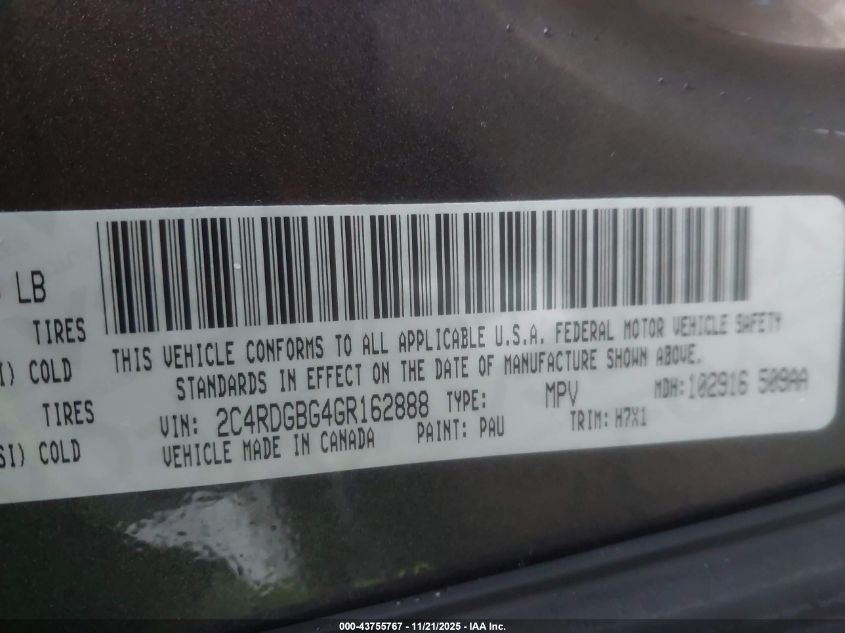 LB
TIRES
I) COLD
TIRES
SI) COLD
THIS VEHICLE CONFORMS TO ALL APPLICABLE U.S.A. FEDERAL MOTOR VEHICLE SAFETY
STANDARDS IN EFFECT ON THE DATE OF MANUFACTURE SHOWN ABOVE.
VIN: 2C4RDGBG4GR162888 TYPE: MPV MDH:102916 509AA
VEHICLE MADE IN CANADA PAINT: PAU TRIM: H7X1
000-43755767 - 11/21/2025 - IAA Inc.